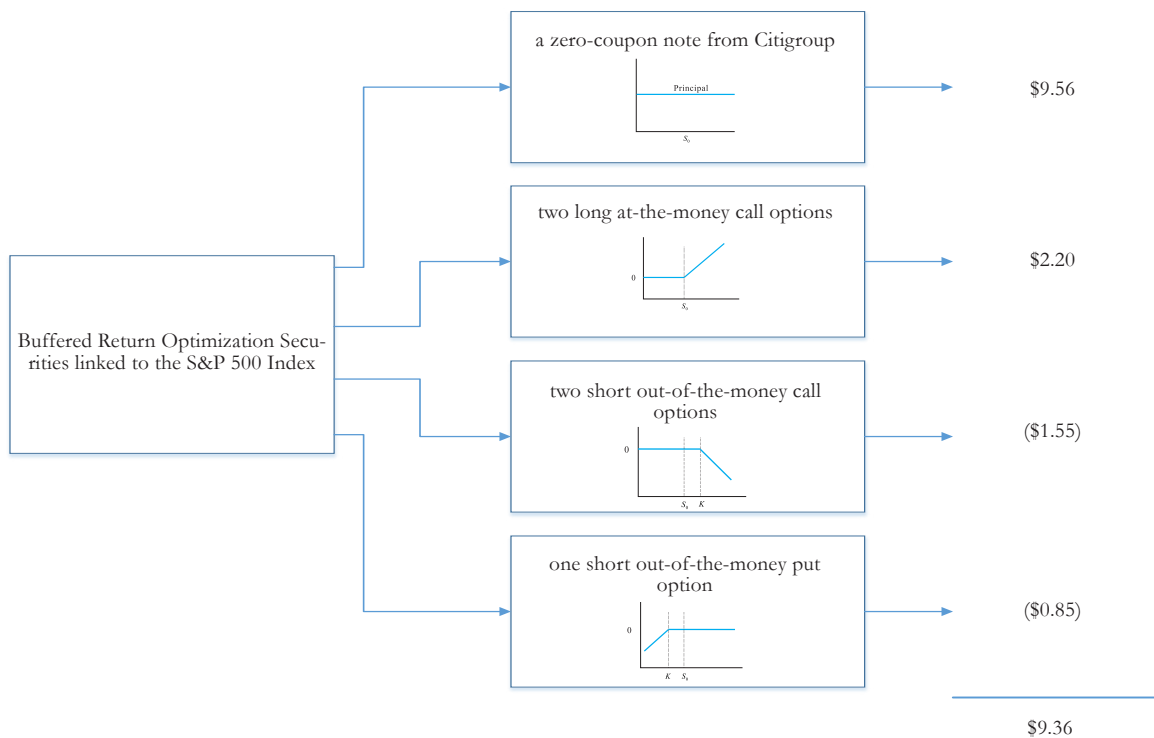 a zero-coupon note from Citigroup
Principal
S₀
$9.56
two long at-the-money call options
0
S₀
$2.20
Buffered Return Optimization Secu-
rities linked to the S&P 500 Index
two short out-of-the-money call
options
0
S₀ K
($1.55)
one short out-of-the-money put
option
0
K S₀
($0.85)
$9.36